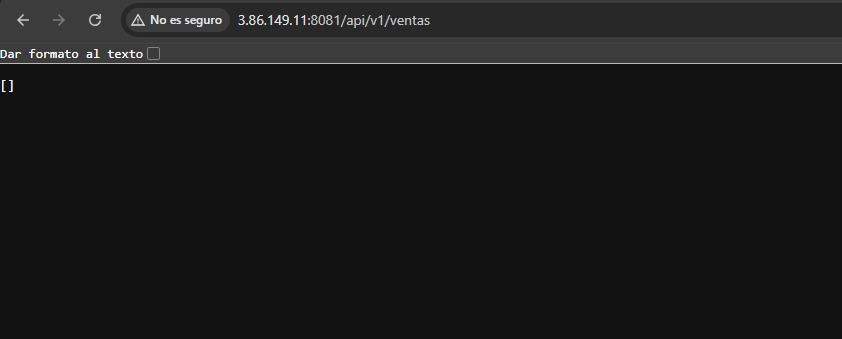 No es seguro 3.86.149.11:8081/api/v1/ventas
Dar formato al texto
[]